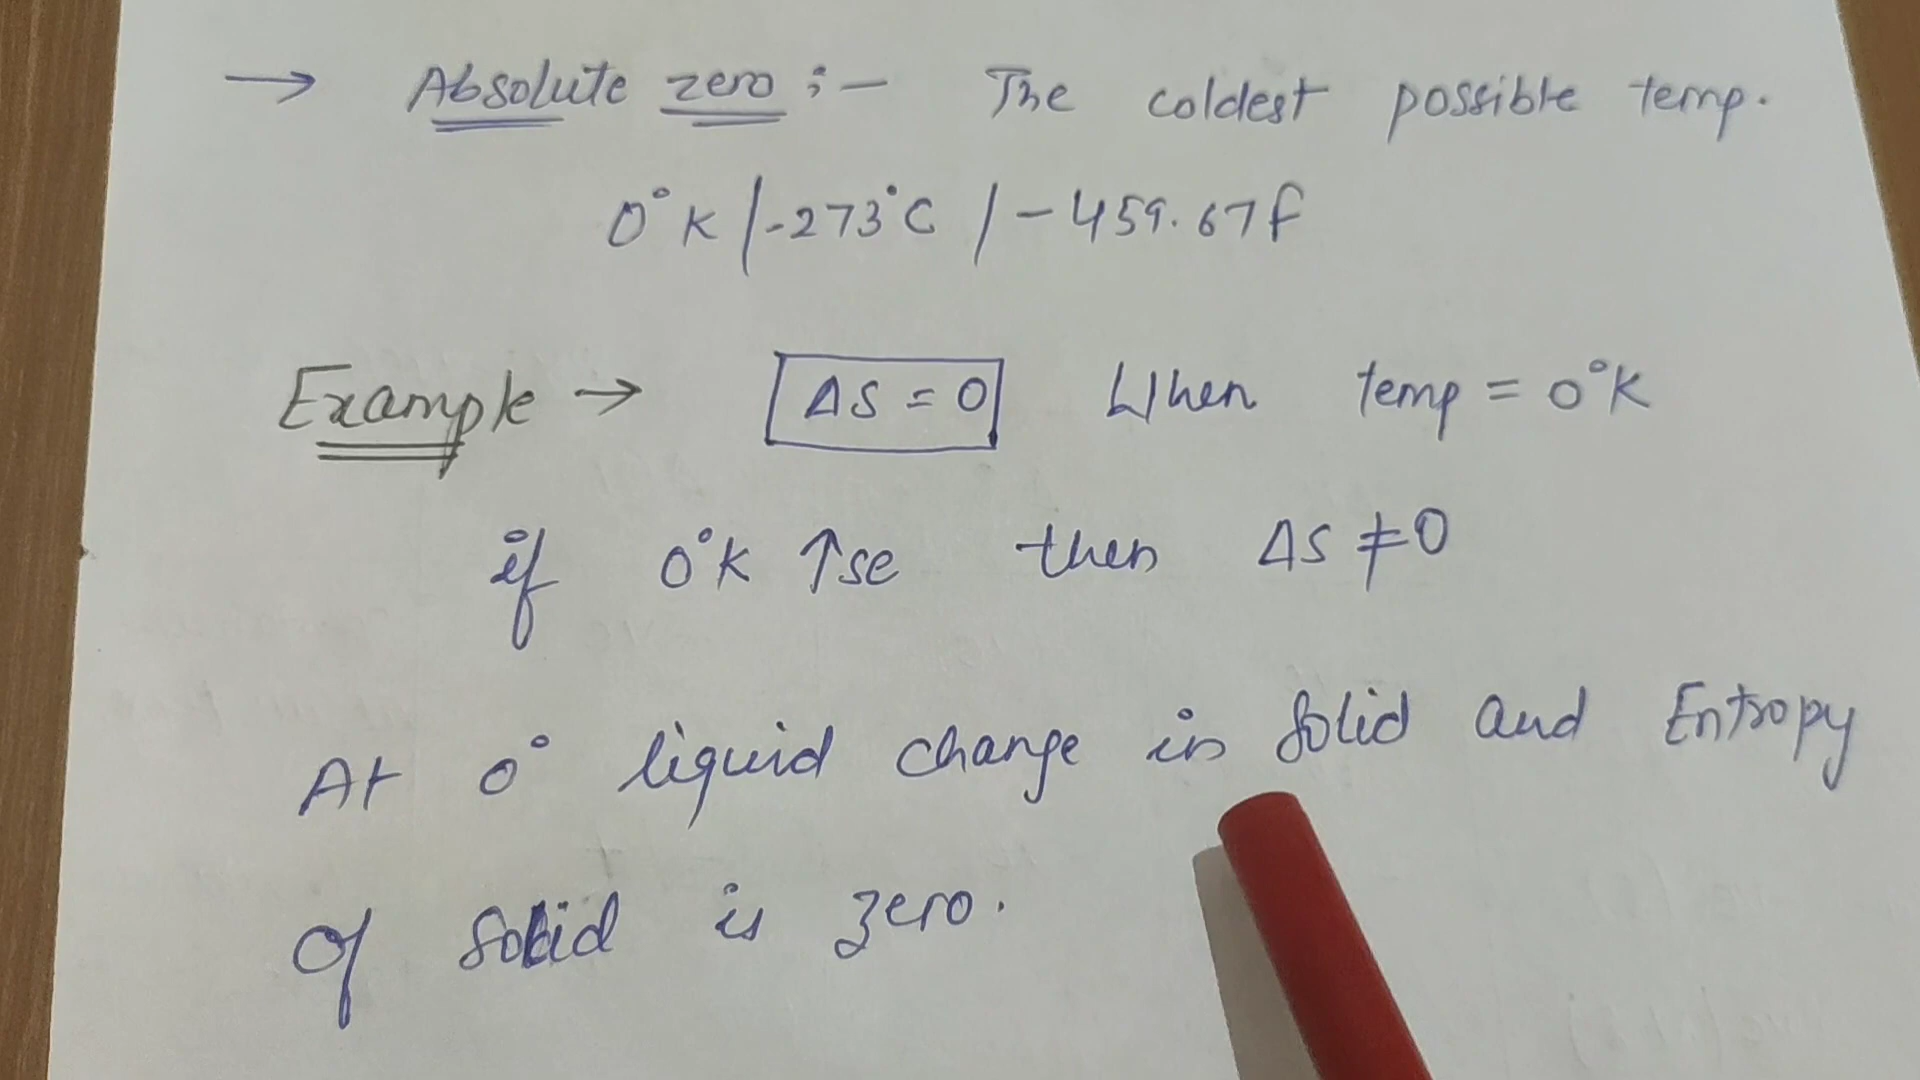 → Absolute zero :- The coldest possible temp.
0°K / -273°C / -459.67f
Example → ΔS = 0 When temp = 0°K
if 0°K ↑se then ΔS ≠ 0
At 0° liquid change in solid and Entropy
of solid is zero.